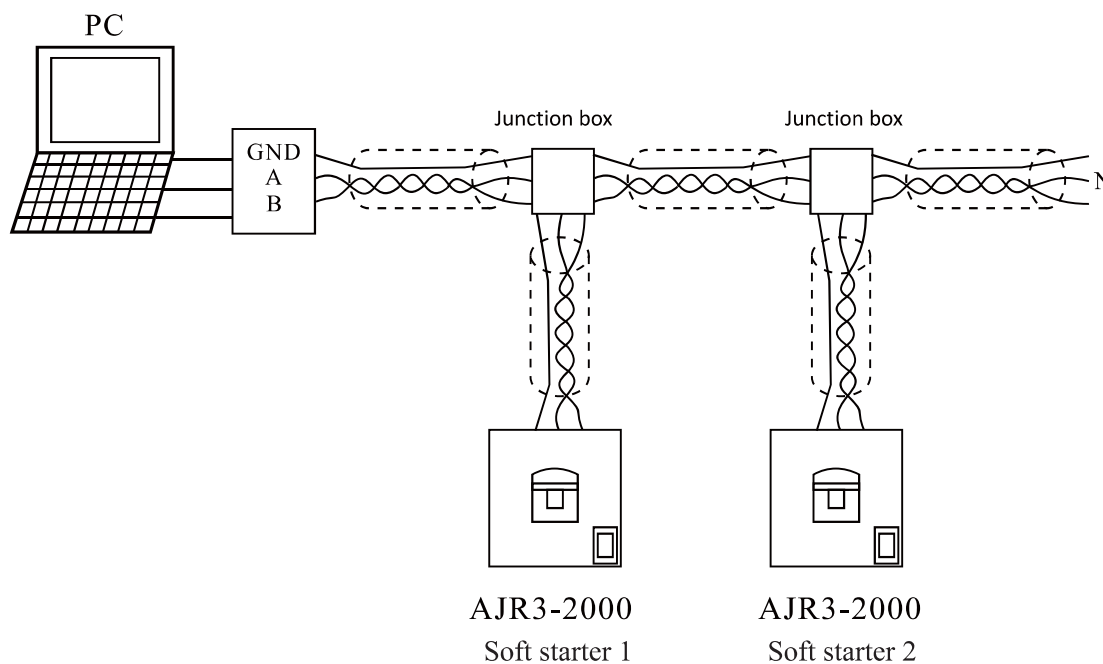 PC
Junction box
Junction box
GND
A
B
N
AJR3-2000
AJR3-2000
Soft starter 1
Soft starter 2